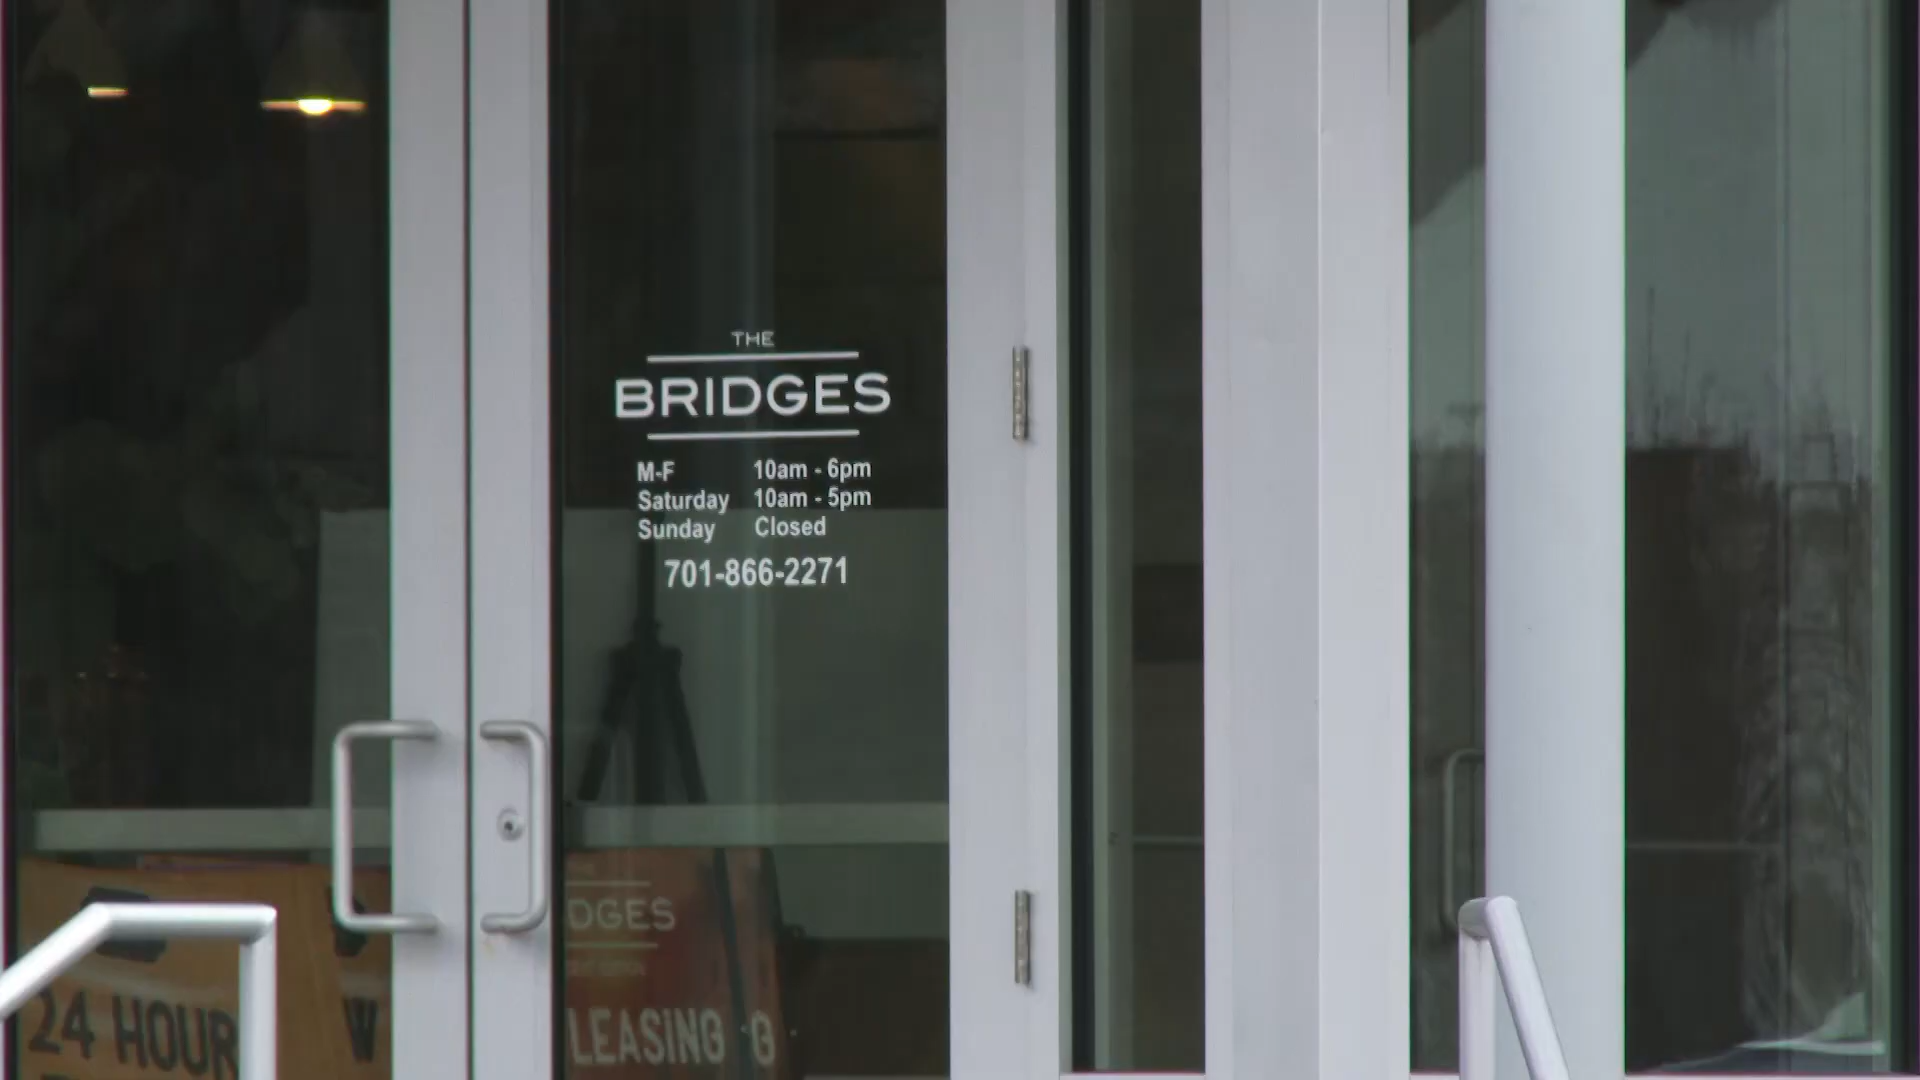 THE
BRIDGES
M-F 10am - 6pm
Saturday 10am - 5pm
Sunday Closed
701-866-2271
DGES
24 HOUR
W
LEASING
G